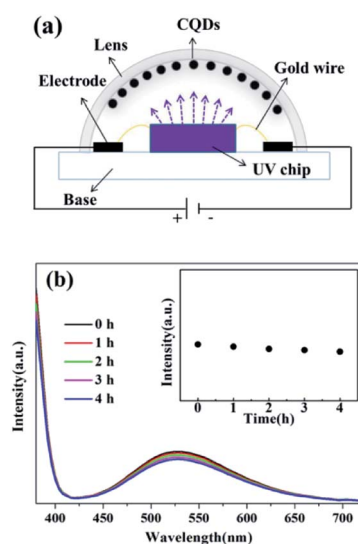 (a)
CQDs
Lens
Electrode
Gold wire
UV chip
Base
+ -
(b)
0 h
1 h
2 h
3 h
4 h
Intensity(a.u.)
0 1 2 3 4
Time(h)
Intensity(a.u.)
400 450 500 550 600 650 700
Wavelength(nm)